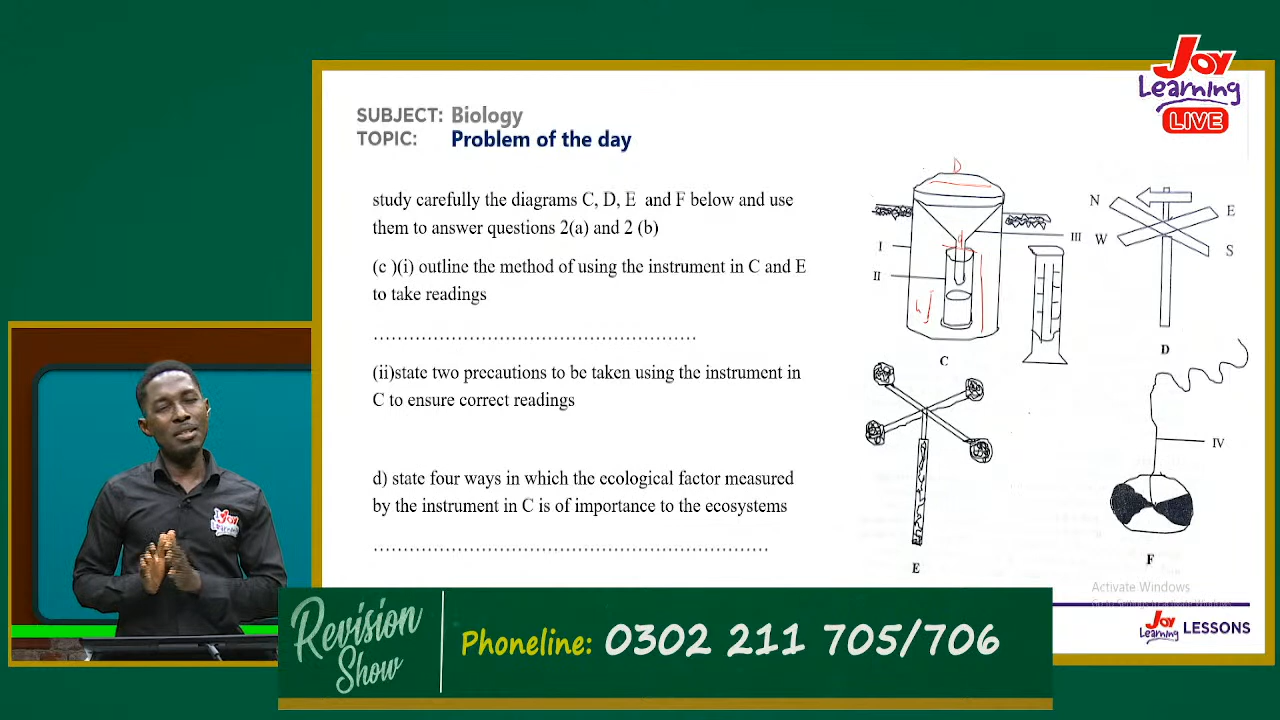 Joy
Learning
LIVE
SUBJECT: Biology
TOPIC: Problem of the day
study carefully the diagrams C, D, E and F below and use
them to answer questions 2(a) and 2 (b)
(c )(i) outline the method of using the instrument in C and E
to take readings
(ii)state two precautions to be taken using the instrument in
C to ensure correct readings
d) state four ways in which the ecological factor measured
by the instrument in C is of importance to the ecosystems
D
I
II
III
d
h
C
N
E
W
S
D
E
IV
F
Activate Windows
Joy
Learning
LESSONS
Joy
Learning
Revision
Show
Phoneline: 0302 211 705/706